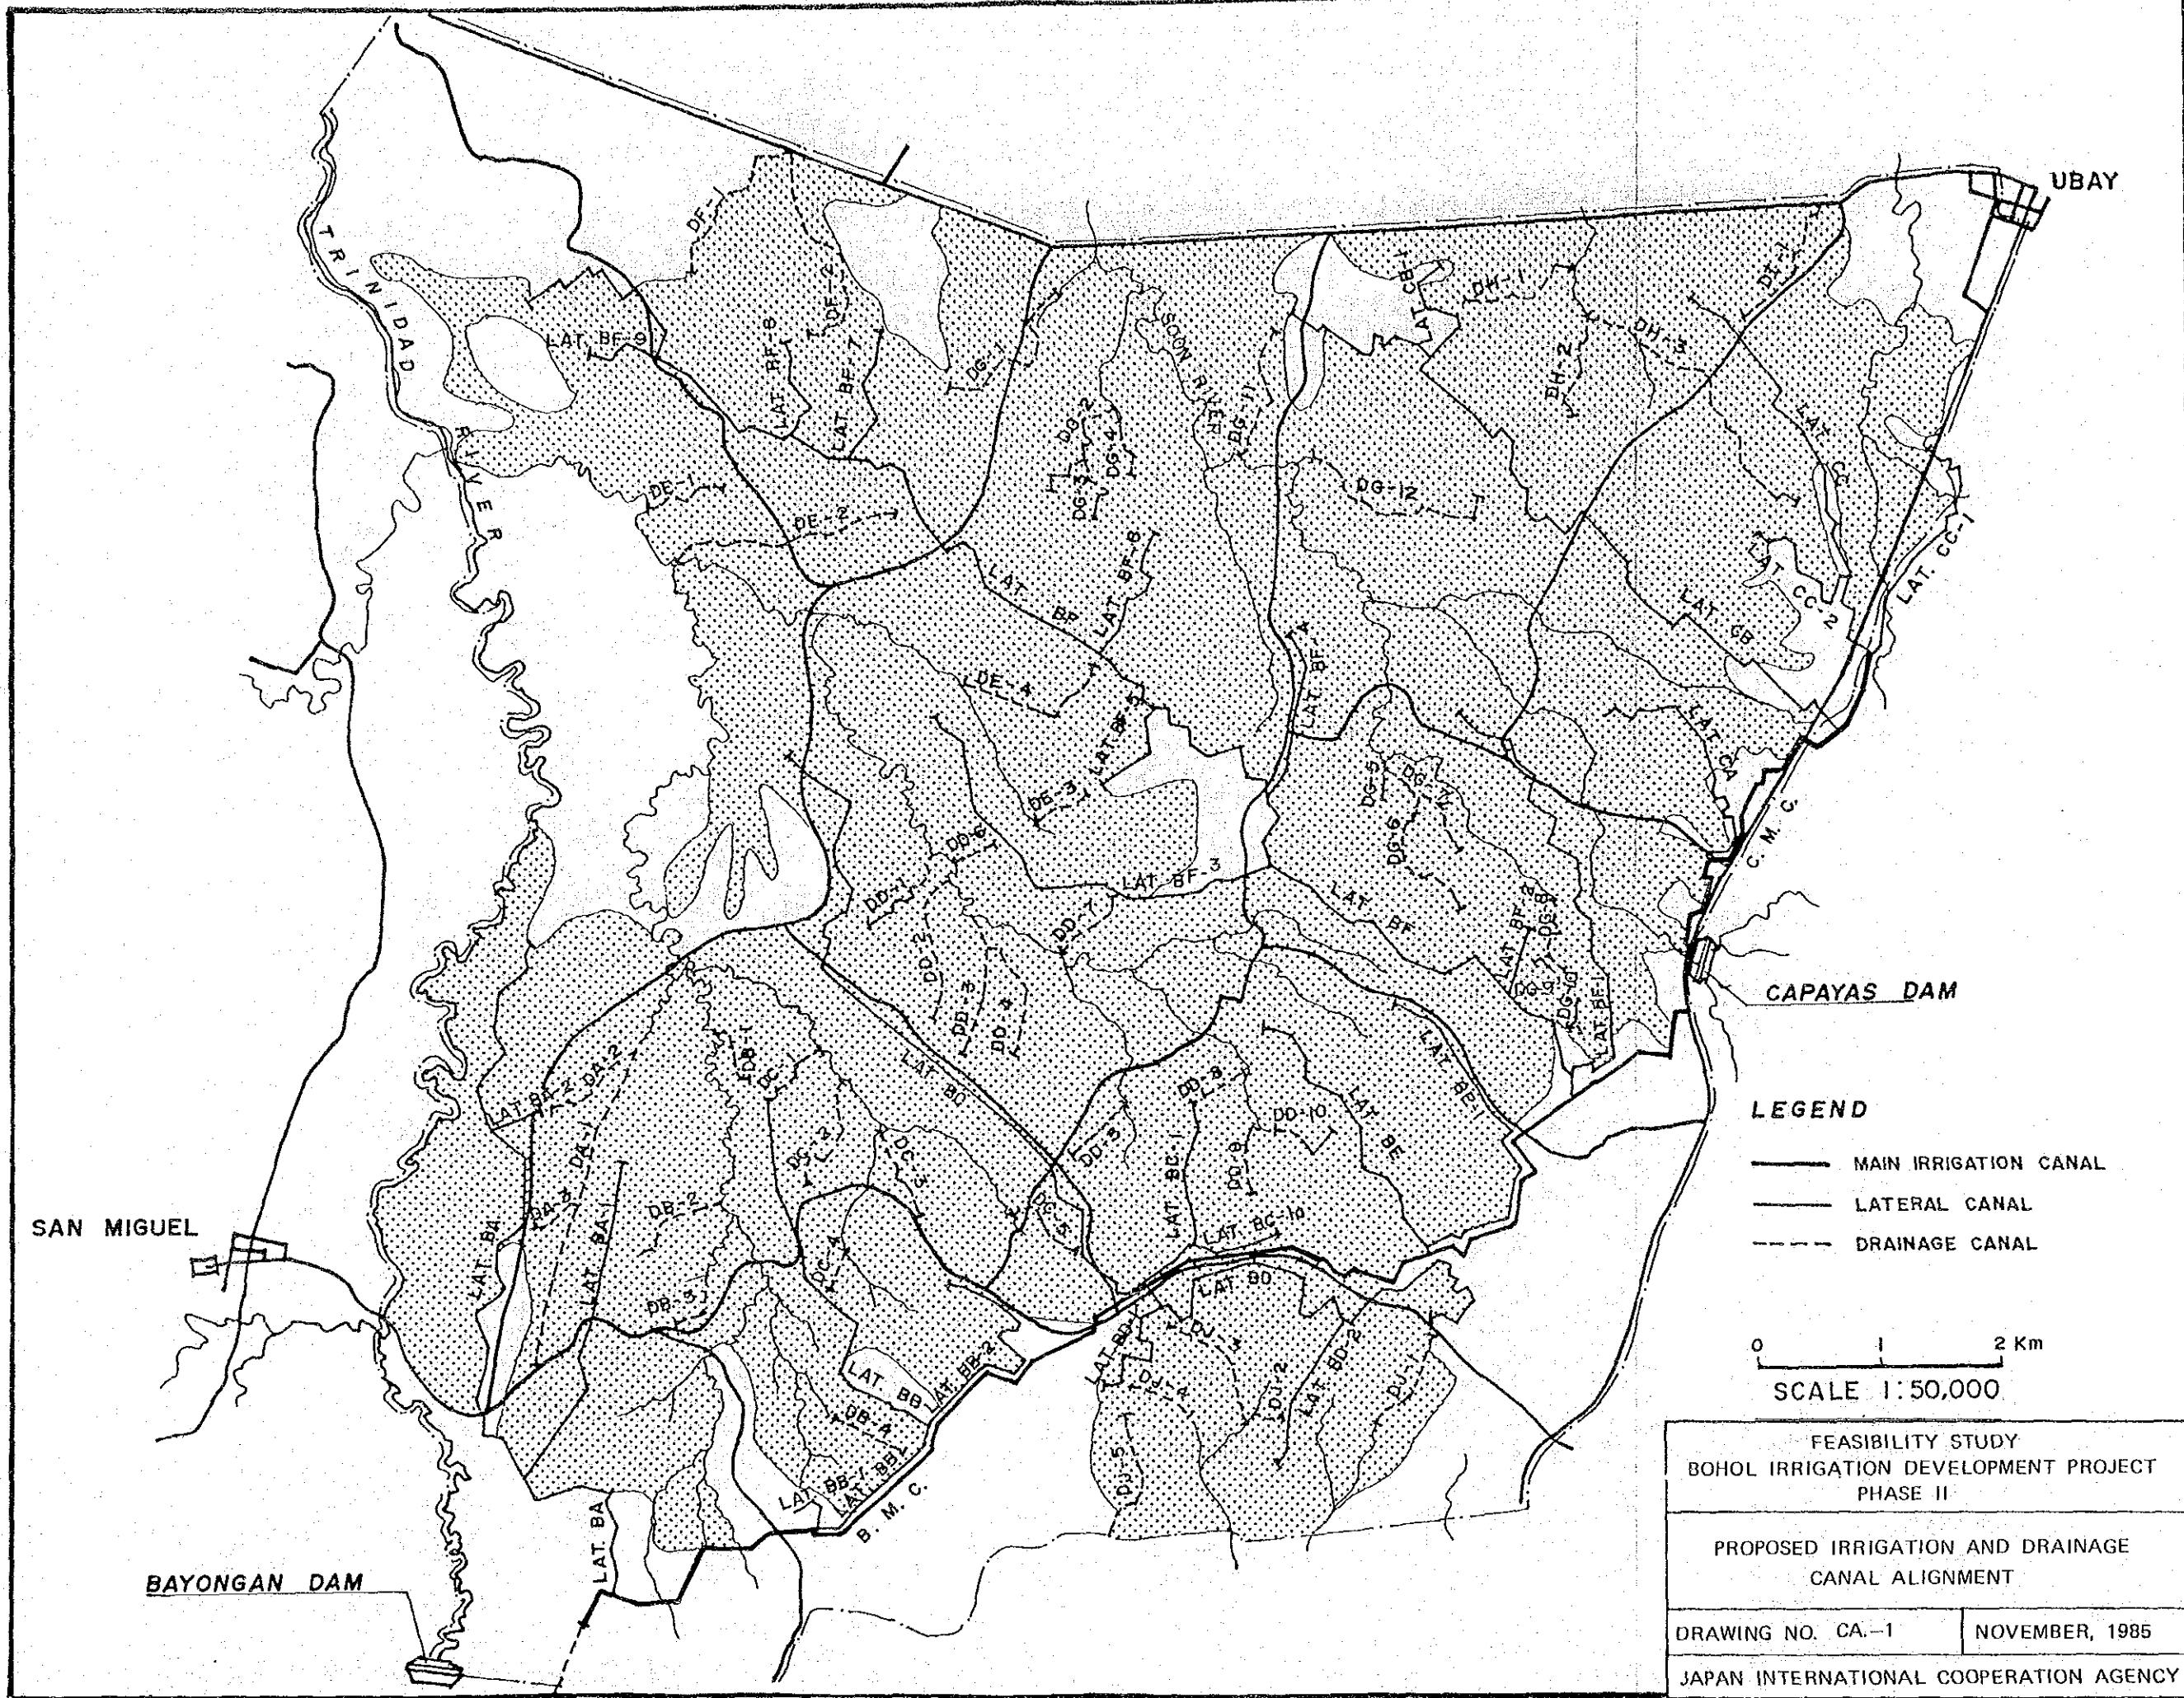 UBAY
TRINIDAD RIVER
DF-1
DF-2
LAT. BF-9
LAT BF-8
LAT BF-7
DG-1
SOON RIVER
DG-11
LAT CB-1
DH-1
DH-2
DH-3
DI-1
LAT. CC
DG-2
DG-4
DG-3
DG-12
DE-1
DE-2
LAT BF-6
LAT BF
LAT CC-2
LAT. CC-1
LAT CB
LAT BF-4
DE-4
LAT BF-5
DE-3
LAT CA
DG-5
DG-6
C. M. C.
DD-6
DD-1
LAT BF-3
DD-2
DD-7
DD-3
DD-4
LAT BF
LAT BF-2
DG-8
DG-9
DG-10
LAT BF-1
CAPAYAS DAM
DB-1
LAT BA-2
DA-2
DA-1
DA-3
LAT BE-1
DD-8
DD-10
LAT BE
DD-5
DD-9
LAT BC-1
LAT BC-1a
DC-2
DC-3
DC-5
DC-4
DB-2
DB-3
LAT BA-1
LAT BA
SAN MIGUEL
LAT BD
LAT BD-1
DJ-3
DJ-4
DJ-2
LAT BD-2
DJ-1
DJ-5
LAT BB
LAT BB-2
DB-4
LAT BB-1
LAT. BB
B. M. C.
LAT. BA
BAYONGAN DAM
LEGEND
MAIN IRRIGATION CANAL
LATERAL CANAL
DRAINAGE CANAL
0 1 2 Km
SCALE 1:50,000
FEASIBILITY STUDY
BOHOL IRRIGATION DEVELOPMENT PROJECT
PHASE II
PROPOSED IRRIGATION AND DRAINAGE
CANAL ALIGNMENT
DRAWING NO. CA.-1
NOVEMBER, 1985
JAPAN INTERNATIONAL COOPERATION AGENCY